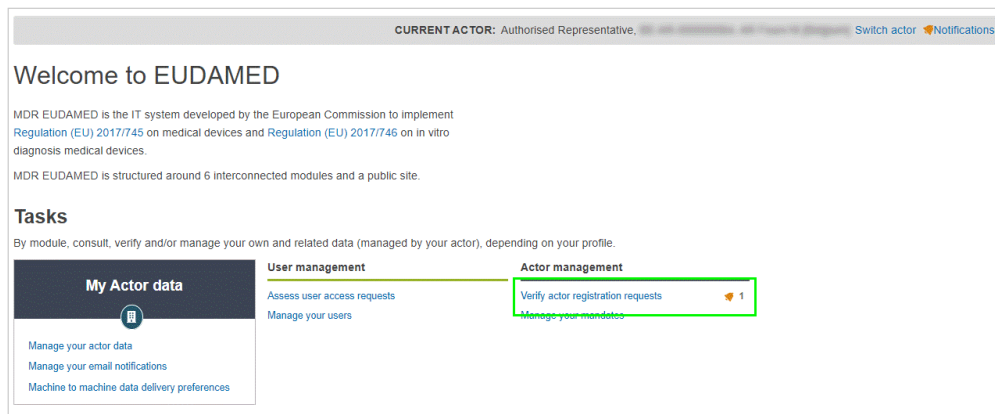 CURRENT ACTOR: Authorised Representative, Switch actor Notifications
Welcome to EUDAMED
MDR EUDAMED is the IT system developed by the European Commission to implement
Regulation (EU) 2017/745 on medical devices and Regulation (EU) 2017/746 on in vitro
diagnosis medical devices.
MDR EUDAMED is structured around 6 interconnected modules and a public site.
Tasks
By module, consult, verify and/or manage your own and related data (managed by your actor), depending on your profile.
My Actor data
Manage your actor data
Manage your email notifications
Machine to machine data delivery preferences
User management
Assess user access requests
Manage your users
Actor management
Verify actor registration requests 1
Manage your mandates